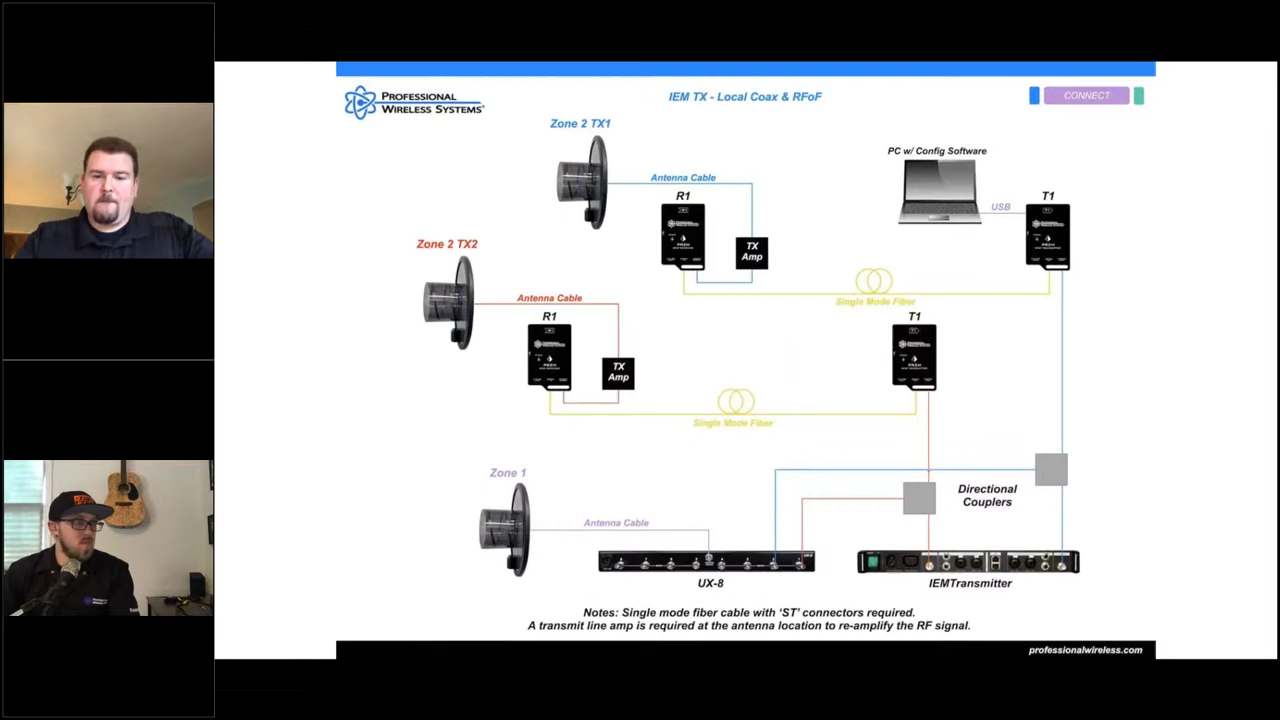 PROFESSIONAL
WIRELESS SYSTEMS
IEM TX - Local Coax & RFoF
CONNECT
Zone 2 TX1
PC w/ Config Software
Antenna Cable
R1
USB
T1
TX
Amp
Zone 2 TX2
Single Mode Fiber
Antenna Cable
R1
T1
TX
Amp
Single Mode Fiber
Zone 1
Directional
Couplers
Antenna Cable
UX-8
IEMTransmitter
Notes: Single mode fiber cable with ‘ST’ connectors required.
A transmit line amp is required at the antenna location to re-amplify the RF signal.
professionalwireless.com